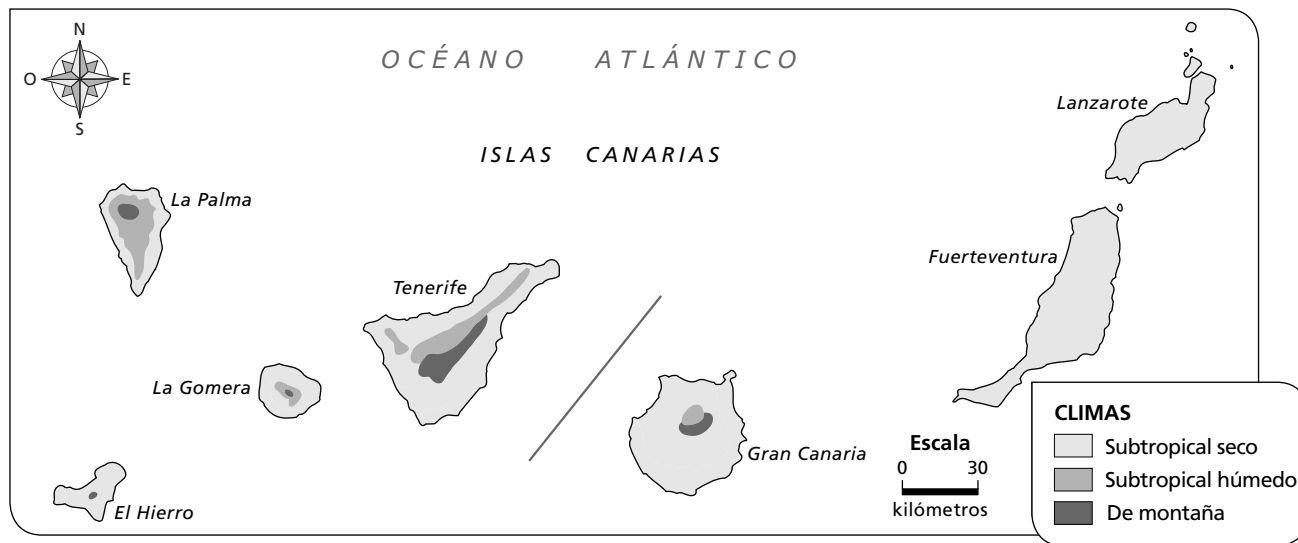 N
O
E
S
OCÉANO ATLÁNTICO
ISLAS CANARIAS
Lanzarote
La Palma
Fuerteventura
Tenerife
La Gomera
Gran Canaria
El Hierro
Escala
0 30
kilómetros
CLIMAS
Subtropical seco
Subtropical húmedo
De montaña